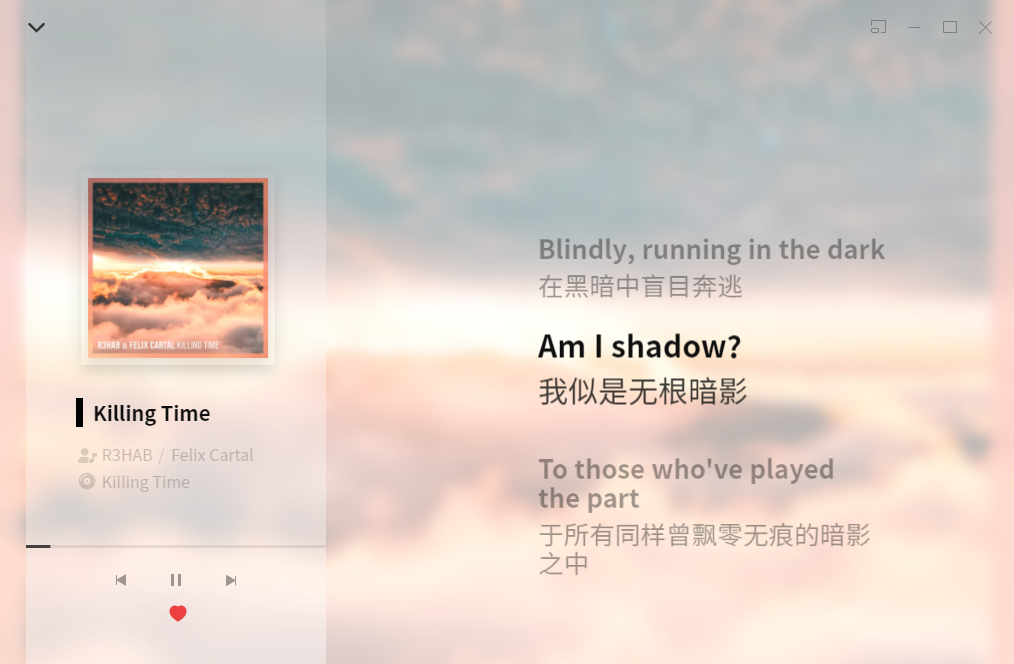 R3HAB & FELIX CARTAL KILLING TIME
Killing Time
R3HAB / Felix Cartal
Killing Time
Blindly, running in the dark
在黑暗中盲目奔逃
Am I shadow?
我似是无根暗影
To those who've played
the part
于所有同样曾飘零无痕的暗影
之中